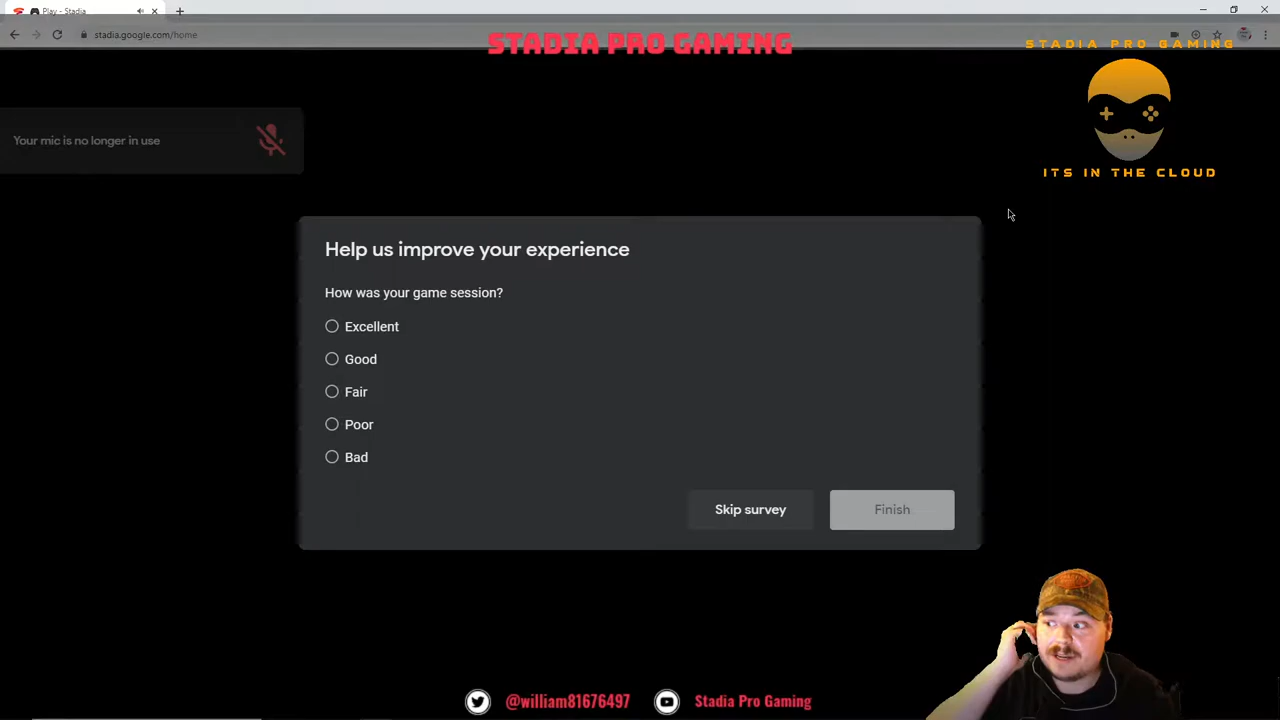 Play - Stadia
stadia.google.com/home
STADIA PRO GAMING
STADIA PRO GAMING
ITS IN THE CLOUD
Your mic is no longer in use
Help us improve your experience
How was your game session?
Excellent
Good
Fair
Poor
Bad
Skip survey
Finish
@william81676497
Stadia Pro Gaming